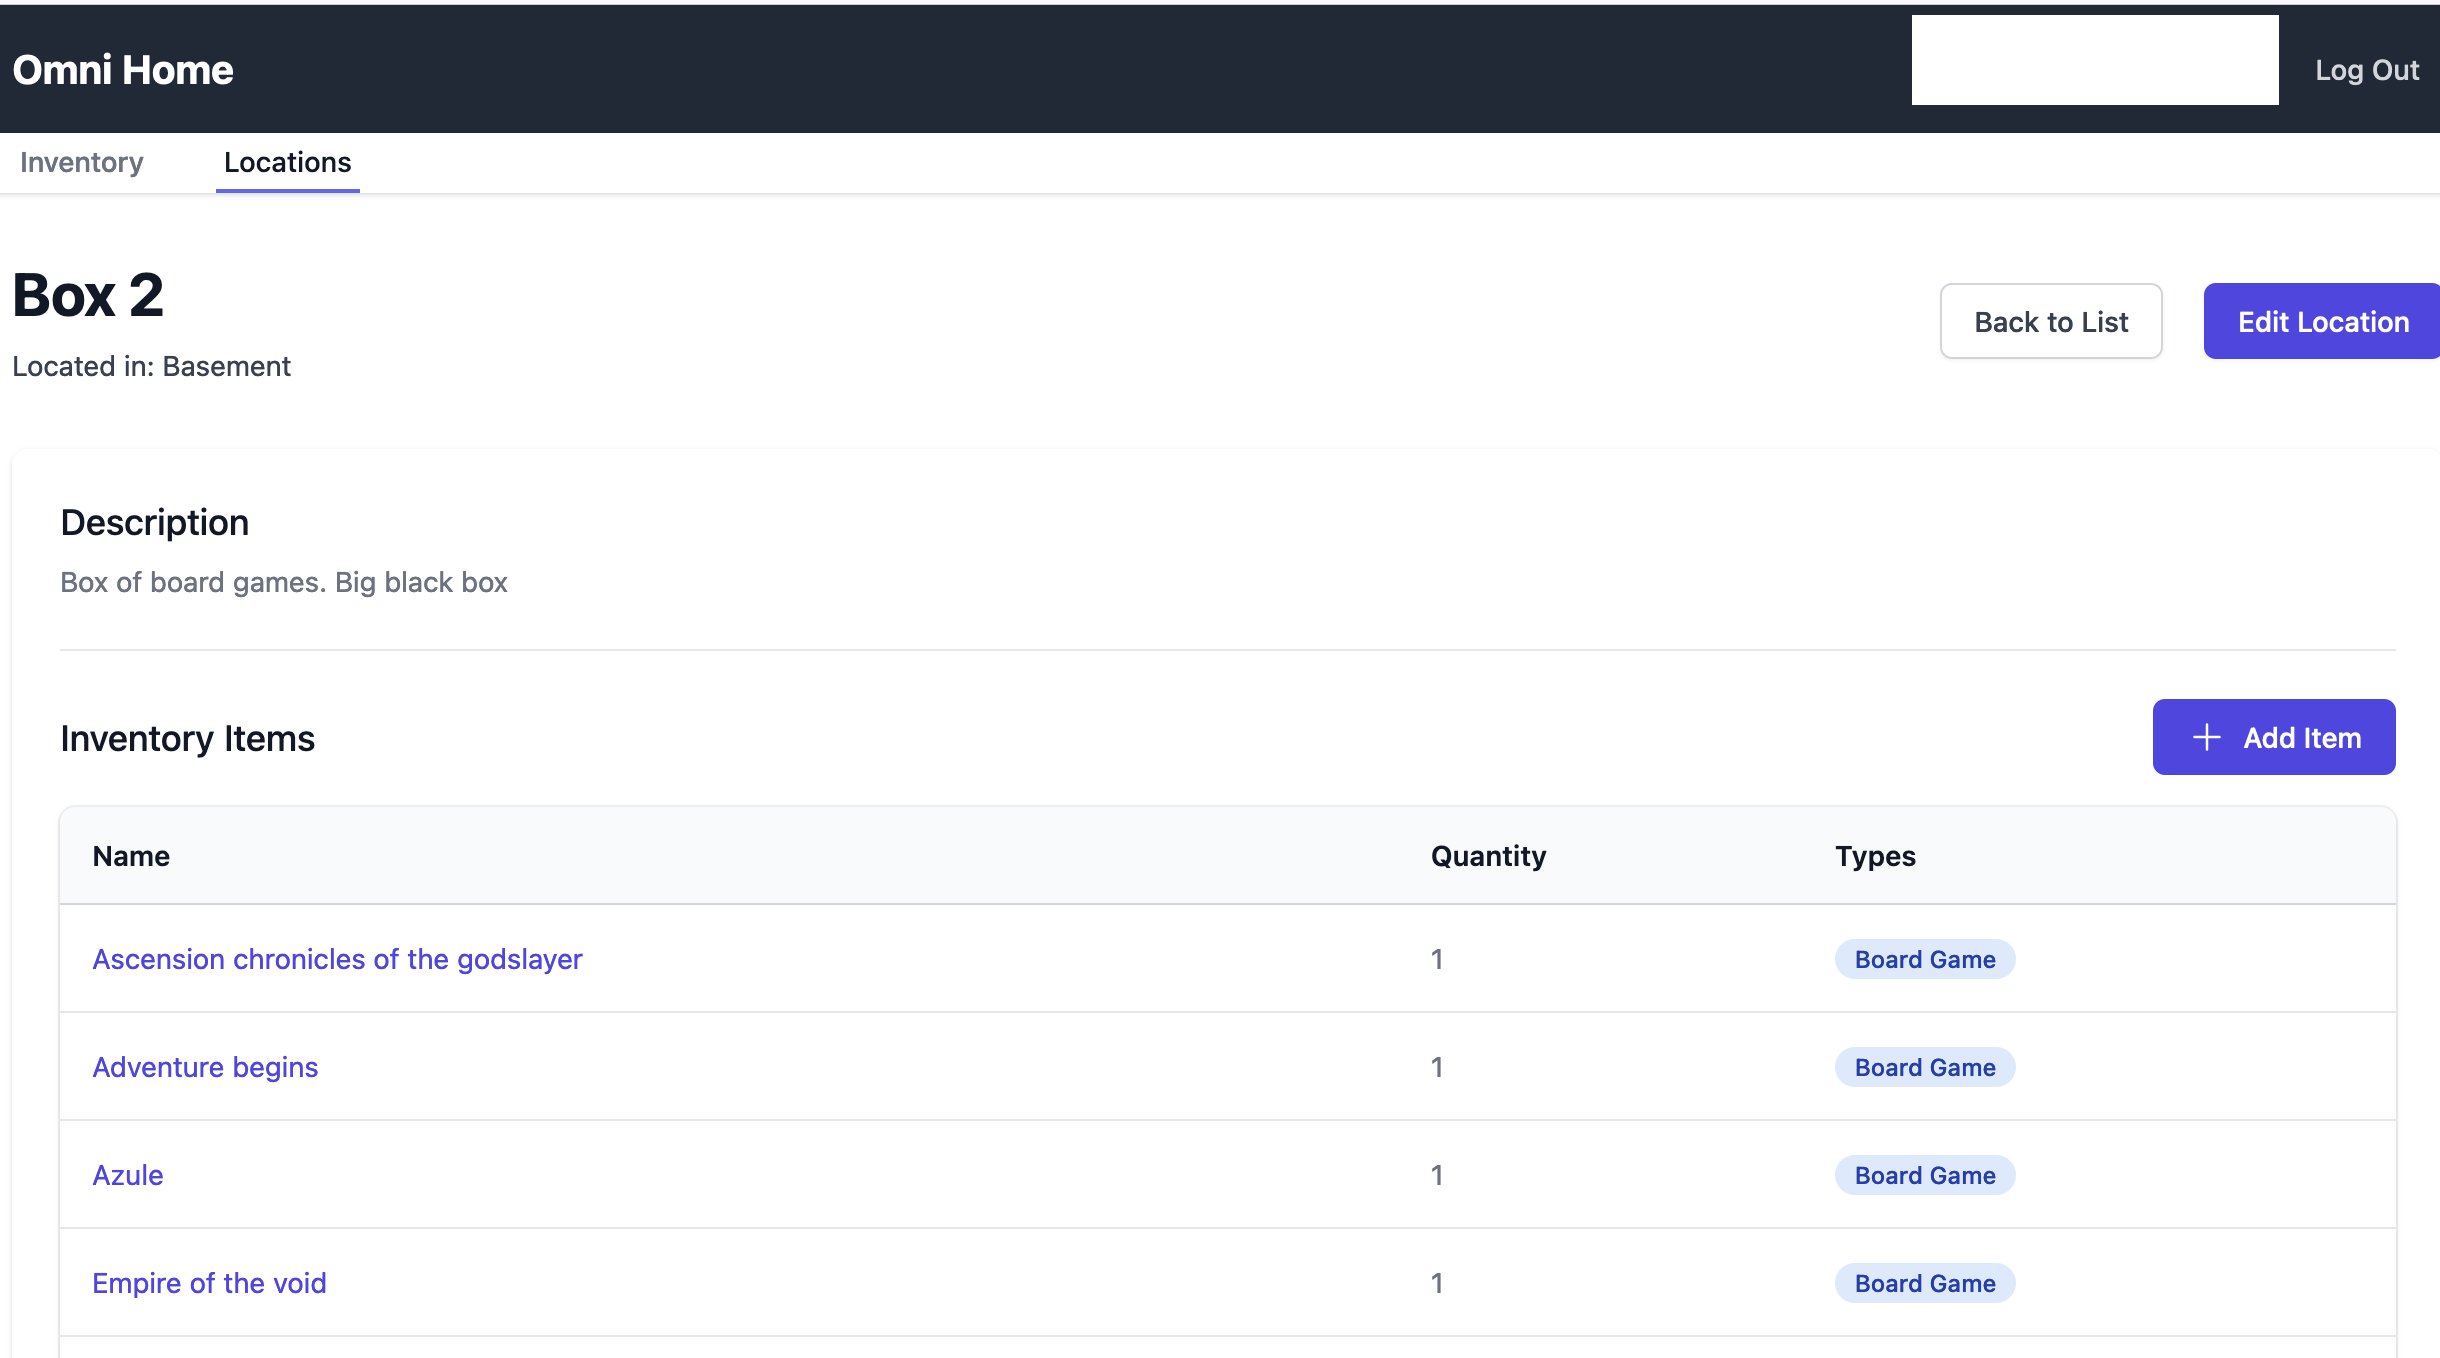 Omni Home
Log Out
Inventory
Locations
Box 2
Located in: Basement
Back to List
Edit Location
Description
Box of board games. Big black box
Inventory Items
Add Item
Name Quantity Types
Ascension chronicles of the godslayer 1 Board Game
Adventure begins 1 Board Game
Azule 1 Board Game
Empire of the void 1 Board Game